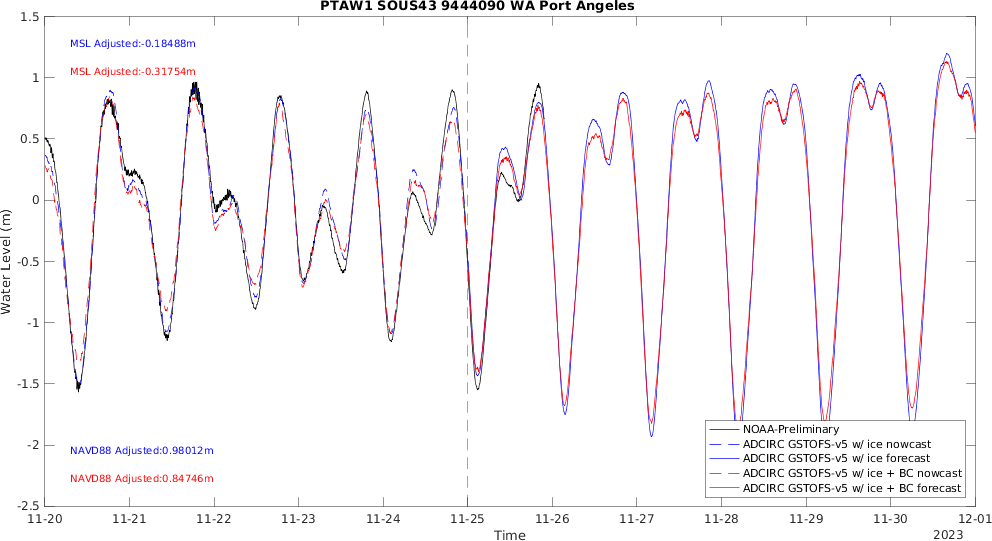 PTAW1 SOUS43 9444090 WA Port Angeles
1.5
MSL Adjusted:-0.18488m
MSL Adjusted:-0.31754m
1
0.5
0
-0.5
-1
-1.5
-2
-2.5
Water Level (m)
NAVD88 Adjusted:0.98012m
NAVD88 Adjusted:0.84746m
NOAA-Preliminary
ADCIRC GSTOFS-v5 w/ ice nowcast
ADCIRC GSTOFS-v5 w/ ice forecast
ADCIRC GSTOFS-v5 w/ ice + BC nowcast
ADCIRC GSTOFS-v5 w/ ice + BC forecast
11-20 11-21 11-22 11-23 11-24 11-25 11-26 11-27 11-28 11-29 11-30 12-01
Time
2023